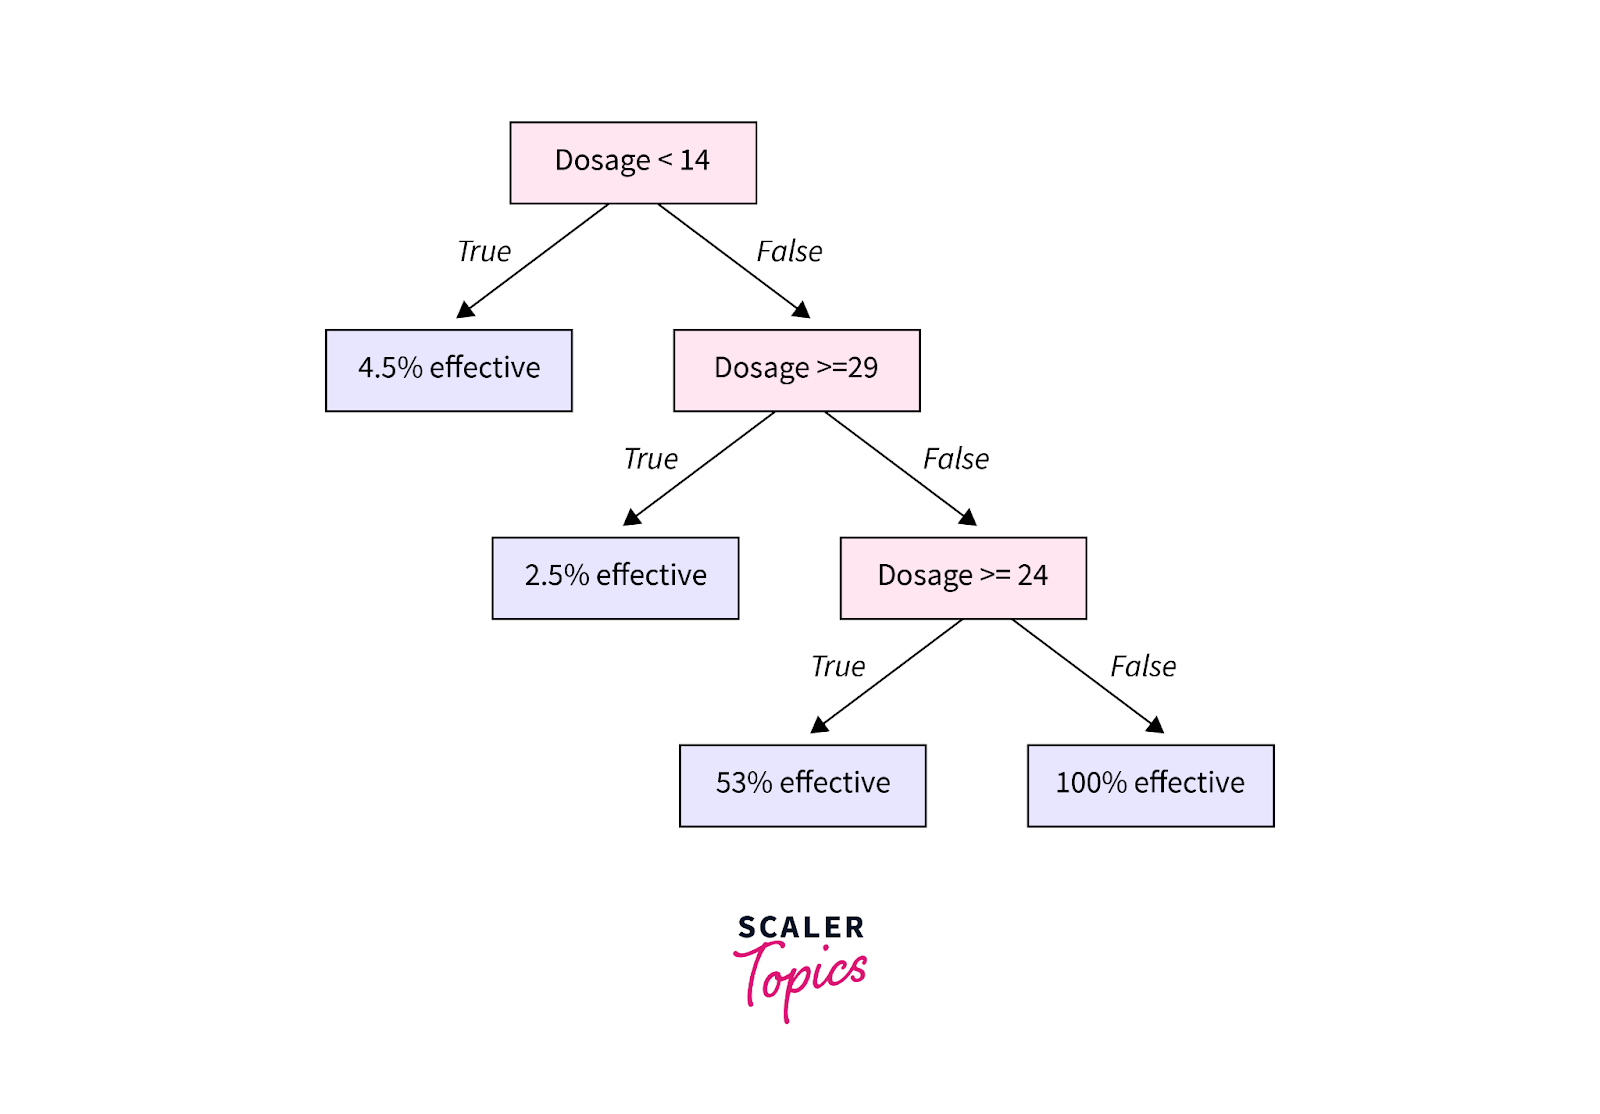 Dosage < 14
True
False
4.5% effective
Dosage >=29
True
False
2.5% effective
Dosage >= 24
True
False
53% effective
100% effective
SCALER
Topics